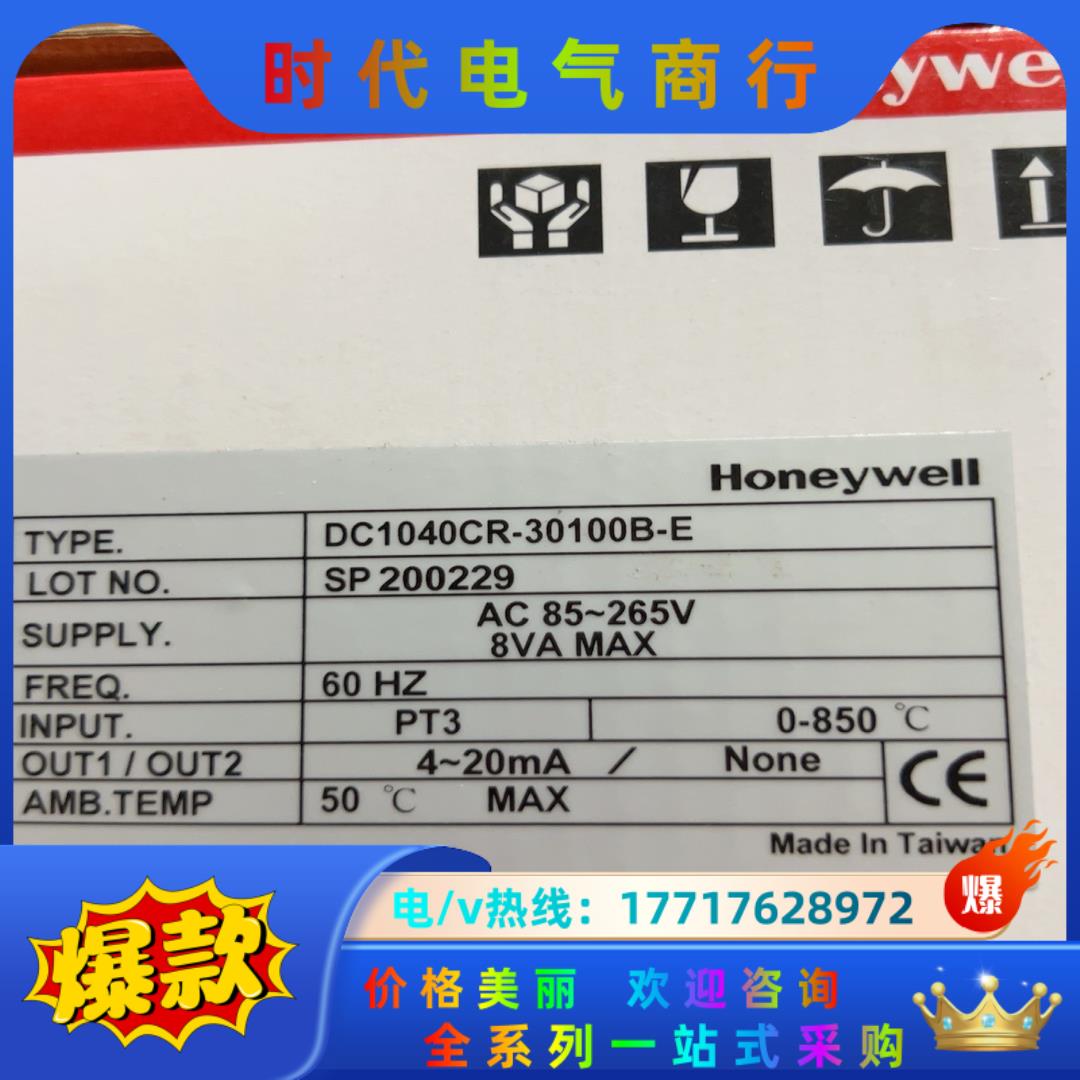 时代电气商行
Honeywell
TYPE. DC1040CR-30100B-E
LOT NO. SP 200229
SUPPLY. AC 85~265V
8VA MAX
FREQ. 60 HZ
INPUT. PT3 0-850 ℃
OUT1 / OUT2 4~20mA / None
AMB.TEMP 50 ℃ MAX
CE
Made In Taiwan
电/v热线：17717628972
爆
爆款
价格美丽 欢迎咨询
全系列一站式采购